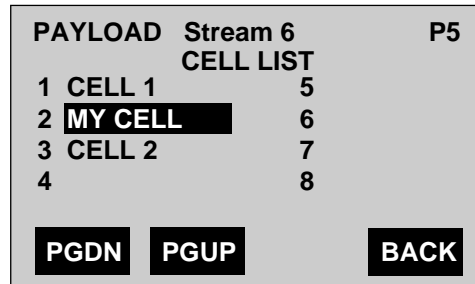 PAYLOAD Stream 6 P5
CELL LIST
1 CELL 1 5
2 MY CELL 6
3 CELL 2 7
4 8
PGDN PGUP BACK